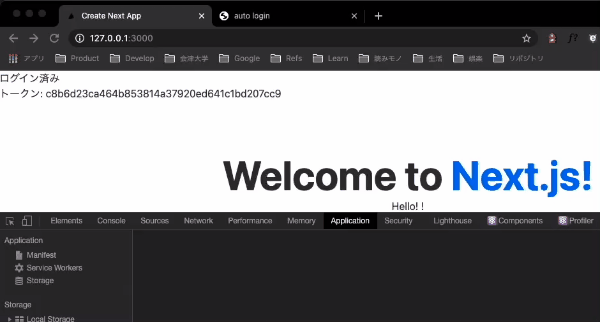 Create Next App
auto login
127.0.0.1:3000
アプリ Product Develop 会津大学 Google Refs Learn 読みモノ 生活 娯楽 リポジトリ
ログイン済み
トークン: c8b6d23ca464b853814a37920ed641c1bd207cc9
Welcome to Next.js!
Hello! !
Elements Console Sources Network Performance Memory Application Security Lighthouse Components Profiler
Application
Manifest
Service Workers
Storage
Storage
Local Storage